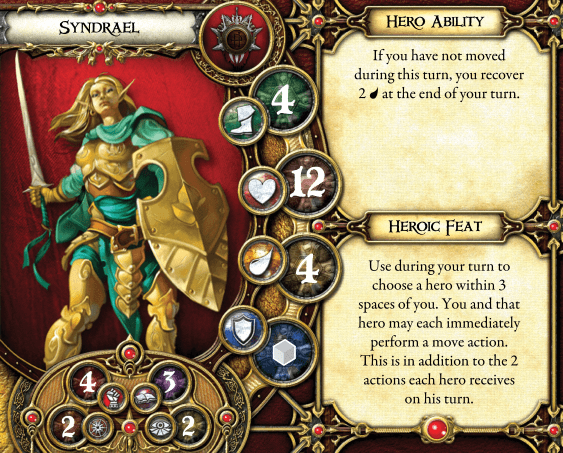 Syndrael
4
12
4
4
3
2
2
Hero Ability
If you have not moved
during this turn, you recover
2 at the end of your turn.
Heroic Feat
Use during your turn to
choose a hero within 3
spaces of you. You and that
hero may each immediately
perform a move action.
This is in addition to the 2
actions each hero receives
on his turn.